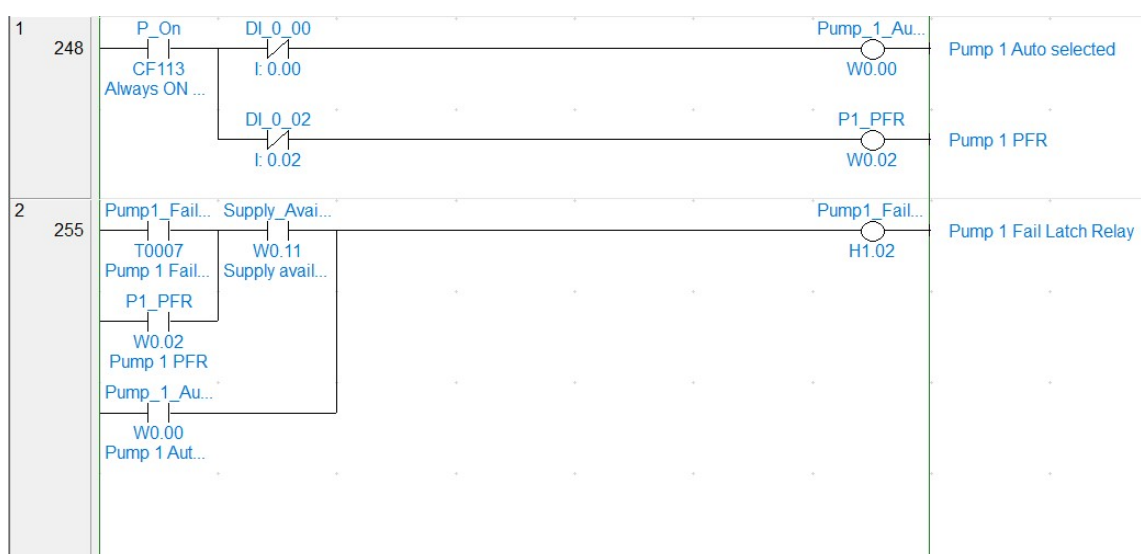 1
P_On DI_0_00 Pump_1_Au...
248
Pump 1 Auto selected
CF113 I: 0.00 W0.00
Always ON ...
DI_0_02 P1_PFR
Pump 1 PFR
I: 0.02 W0.02
2
Pump1_Fail... Supply_Avai... Pump1_Fail...
255
Pump 1 Fail Latch Relay
T0007 W0.11 H1.02
Pump 1 Fail... Supply avail...
P1_PFR
W0.02
Pump 1 PFR
Pump_1_Au...
W0.00
Pump 1 Aut...